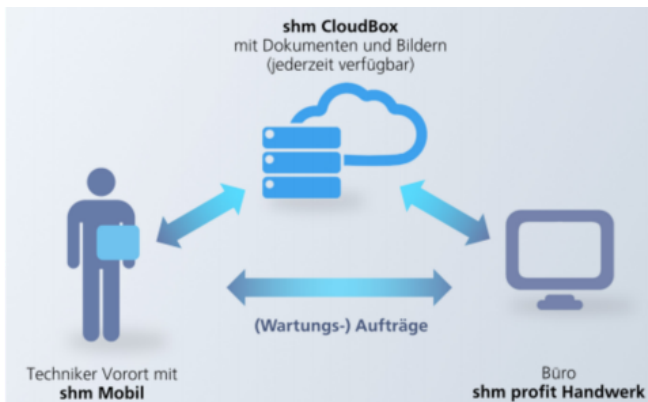 shm CloudBox
mit Dokumenten und Bildern
(jederzeit verfügbar)
(Wartungs-) Aufträge
Techniker Vorort mit
shm Mobil
Büro
shm profit Handwerk